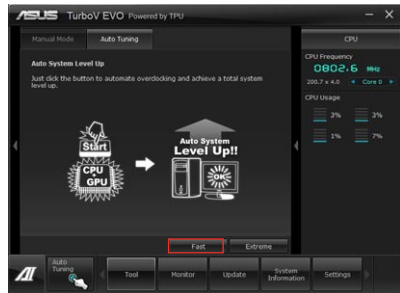 ASUS TurboV EVO Powered by TPU
Manual Mode
Auto Tuning
Auto System Level Up
Just click the button to automate overclocking and achieve a total system
level up.
Start
CPU
+
GPU
Auto System
Level Up!!
OK
Fast
Extreme
CPU
CPU Frequency
0802.6 MHz
200.7 x 4.0
Core 0
CPU Usage
3%
3%
1%
7%
AI
Auto
Tuning
Tool
Monitor
Update
System
Information
Settings